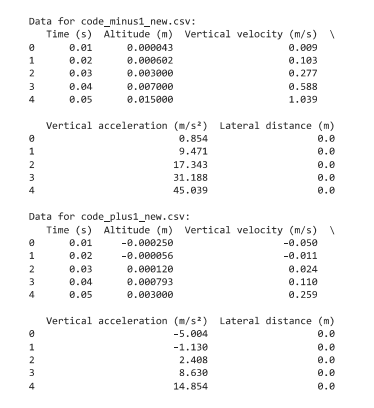 Data for code_minus1_new.csv:
Time (s) Altitude (m) Vertical velocity (m/s) \
0 0.01 0.000043 0.009
1 0.02 0.000602 0.103
2 0.03 0.003000 0.277
3 0.04 0.007000 0.588
4 0.05 0.015000 1.039
Vertical acceleration (m/s²) Lateral distance (m)
0 0.854 0.0
1 9.471 0.0
2 17.343 0.0
3 31.188 0.0
4 45.039 0.0
Data for code_plus1_new.csv:
Time (s) Altitude (m) Vertical velocity (m/s) \
0 0.01 -0.000250 -0.050
1 0.02 -0.000056 -0.011
2 0.03 0.000120 0.024
3 0.04 0.000793 0.110
4 0.05 0.003000 0.259
Vertical acceleration (m/s²) Lateral distance (m)
0 -5.004 0.0
1 -1.130 0.0
2 2.408 0.0
3 8.630 0.0
4 14.854 0.0